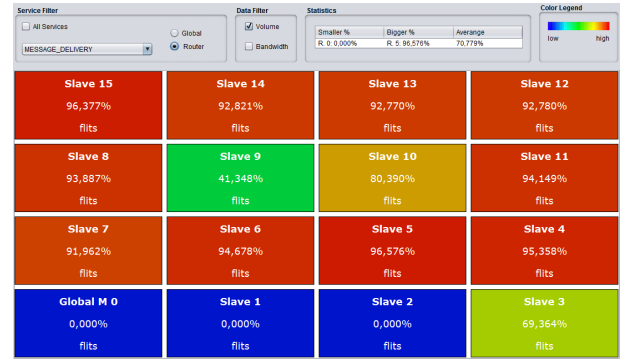 Service Filter
All Services
MESSAGE_DELIVERY
Global
Router
Data Filter
Volume
Bandwidth
Statistics
Smaller % Bigger % Avarange
R. 0: 0,000% R. 5: 96,576% 70,779%
Color Legend
low high
Slave 15 Slave 14 Slave 13 Slave 12
96,377% 92,821% 92,770% 92,780%
flits flits flits flits
Slave 8 Slave 9 Slave 10 Slave 11
93,887% 41,348% 80,390% 94,149%
flits flits flits flits
Slave 7 Slave 6 Slave 5 Slave 4
91,962% 94,678% 96,576% 95,358%
flits flits flits flits
Global M 0 Slave 1 Slave 2 Slave 3
0,000% 0,000% 0,000% 69,364%
flits flits flits flits